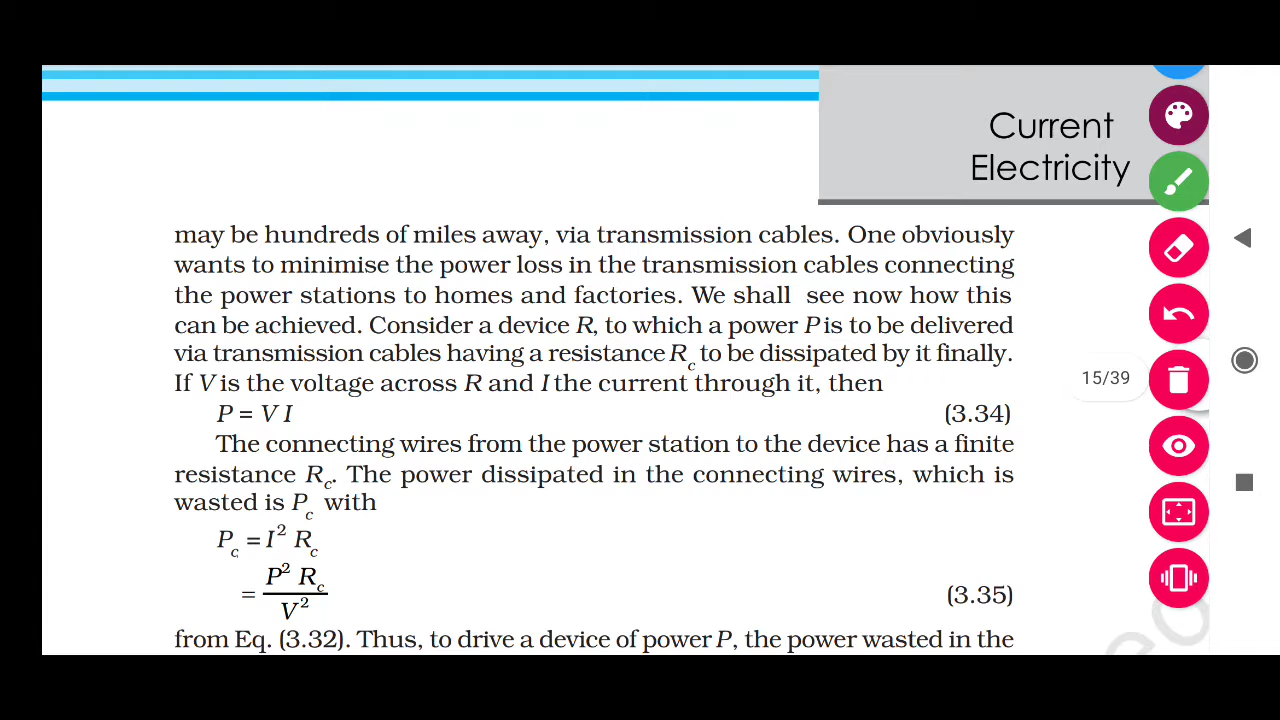 Current
Electricity
may be hundreds of miles away, via transmission cables. One obviously
wants to minimise the power loss in the transmission cables connecting
the power stations to homes and factories. We shall see now how this
can be achieved. Consider a device R, to which a power P is to be delivered
via transmission cables having a resistance R_c to be dissipated by it finally.
If V is the voltage across R and I the current through it, then
15/39
P = V I (3.34)
The connecting wires from the power station to the device has a finite
resistance R_c. The power dissipated in the connecting wires, which is
wasted is P_c with
P_c = I² R_c
= P² R_c / V² (3.35)
from Eq. (3.32). Thus, to drive a device of power P, the power wasted in the